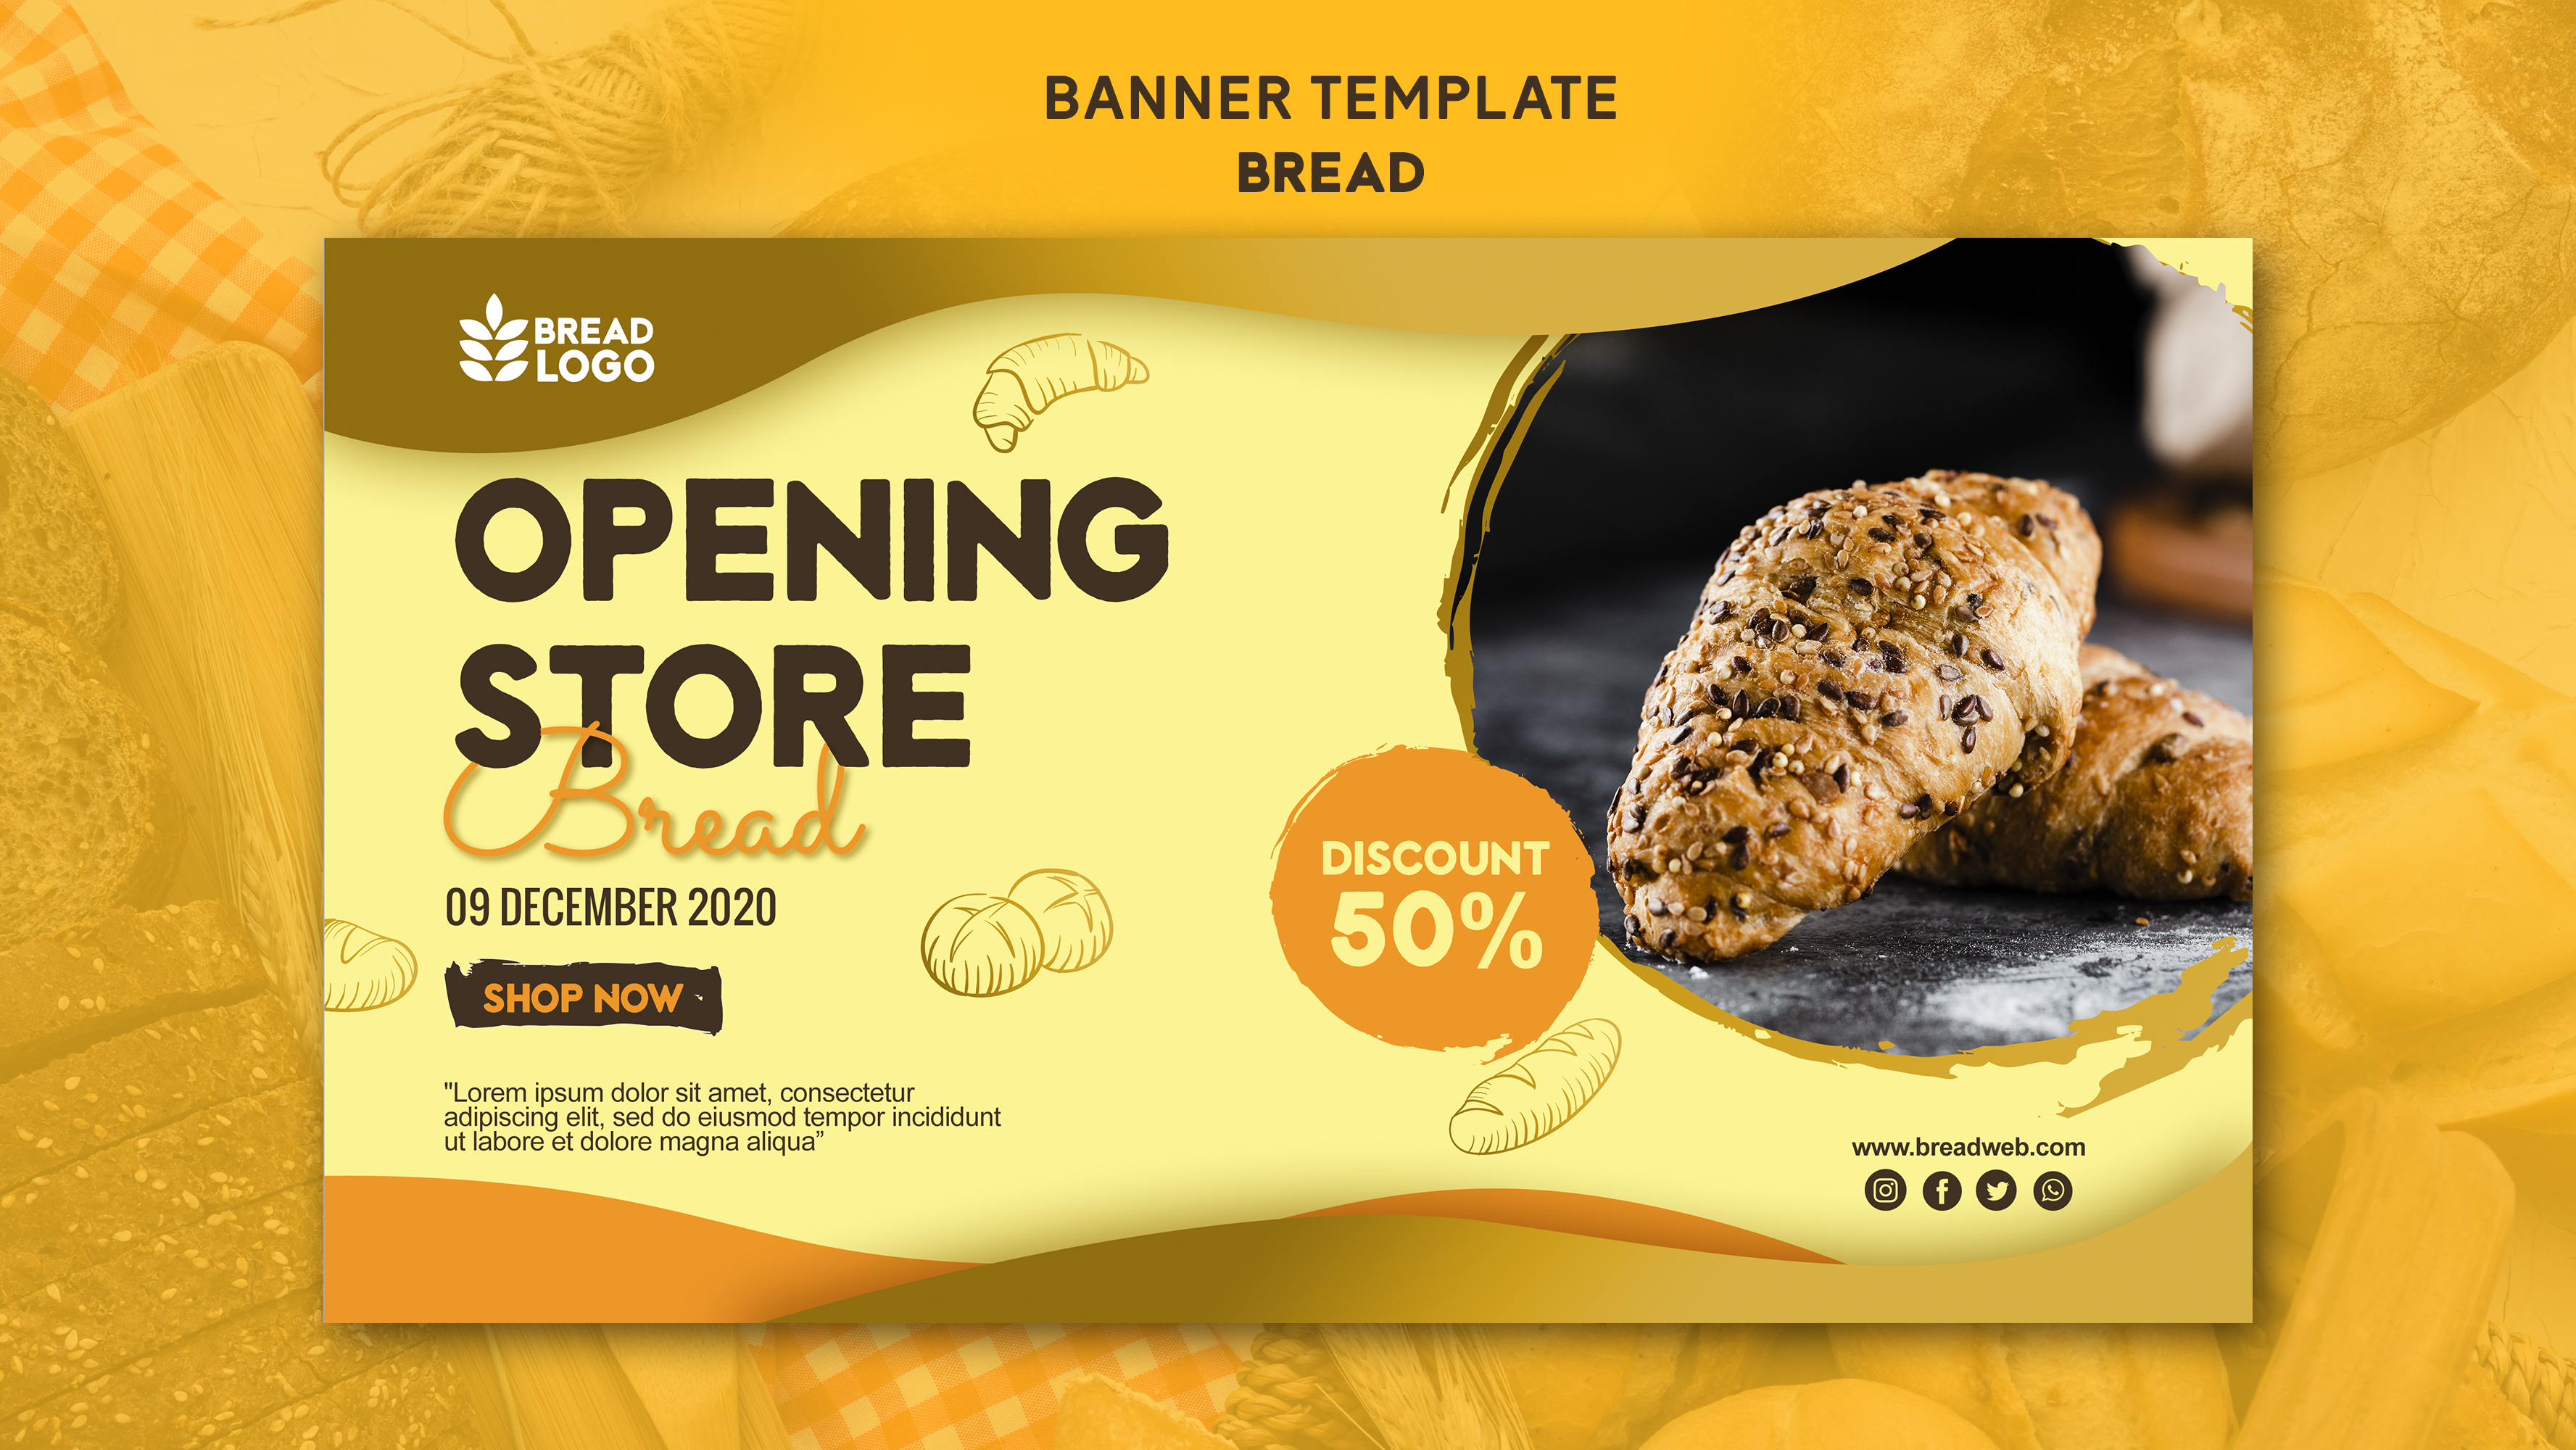 BANNER TEMPLATE
BREAD
BREAD
LOGO
OPENING
STORE
Bread
09 DECEMBER 2020
SHOP NOW
"Lorem ipsum dolor sit amet, consectetur
adipiscing elit, sed do eiusmod tempor incididunt
ut labore et dolore magna aliqua”
DISCOUNT
50%
www.breadweb.com